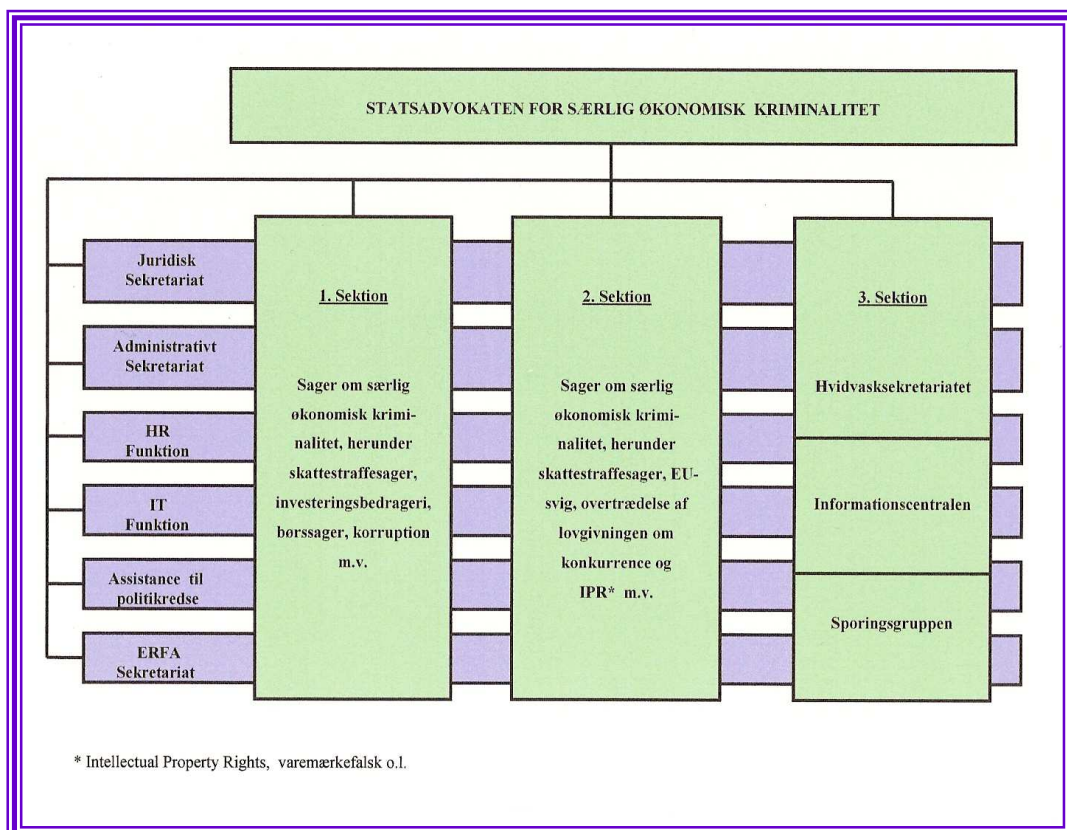 STATSADVOKATEN FOR SÆRLIG ØKONOMISK KRIMINALITET
Juridisk
Sekretariat
Administrativt
Sekretariat
HR
Funktion
IT
Funktion
Assistance til
politikredse
ERFA
Sekretariat
1. Sektion
Sager om særlig
økonomisk krimi-
nalitet, herunder
skattestraffesager,
investeringsbedrageri,
børssager, korruption
m.v.
2. Sektion
Sager om særlig
økonomisk krimi-
nalitet, herunder
skattestraffesager, EU-
svig, overtrædelse af
lovgivningen om
konkurrence og
IPR* m.v.
3. Sektion
Hvidvasksekretariatet
Informationscentralen
Sporingsgruppen
* Intellectual Property Rights, varemærkefalsk o.l.